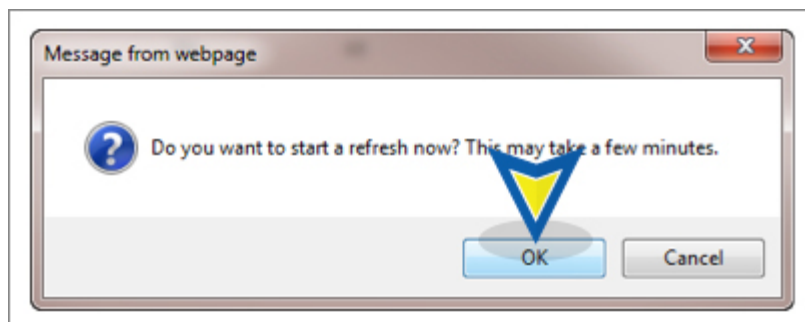 Message from webpage
Do you want to start a refresh now? This may take a few minutes.
OK
Cancel